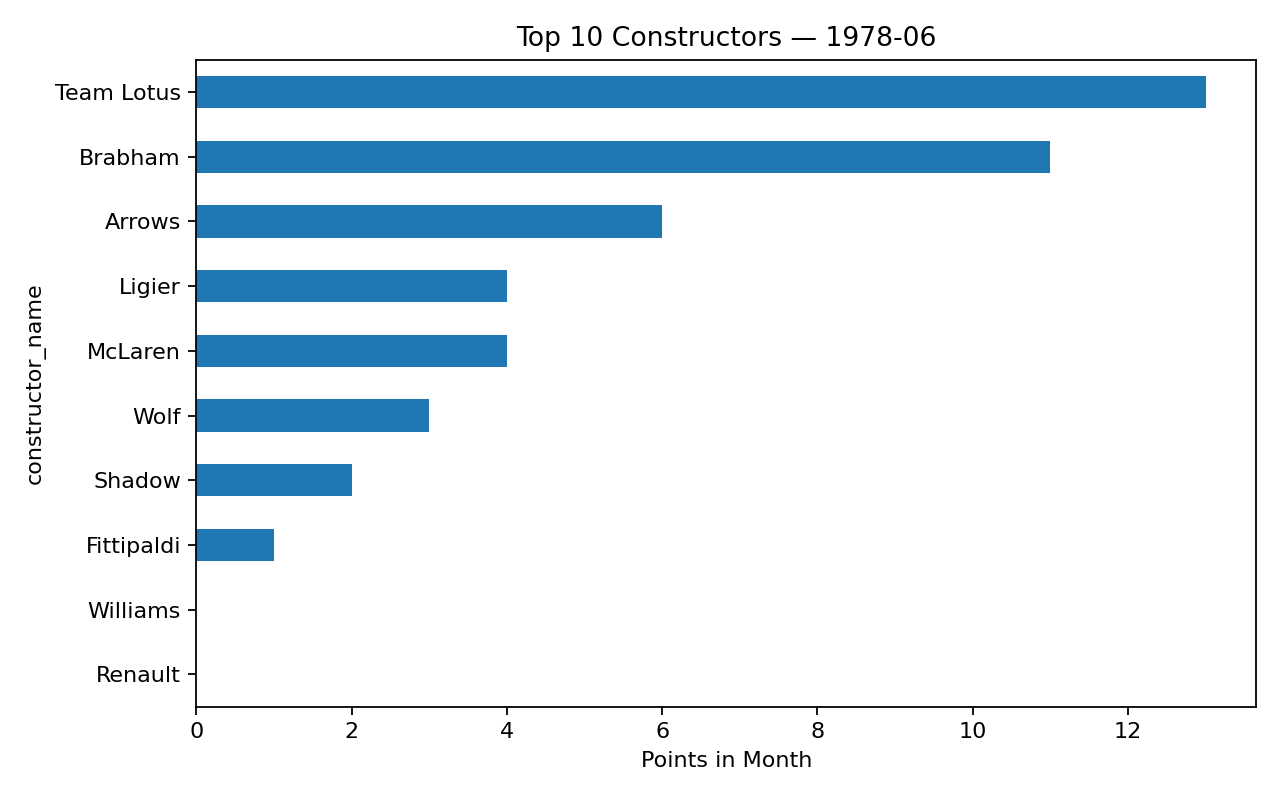 Top 10 Constructors — 1978-06
Team Lotus
Brabham
Arrows
Ligier
McLaren
Wolf
Shadow
Fittipaldi
Williams
Renault
constructor_name
0 2 4 6 8 10 12
Points in Month